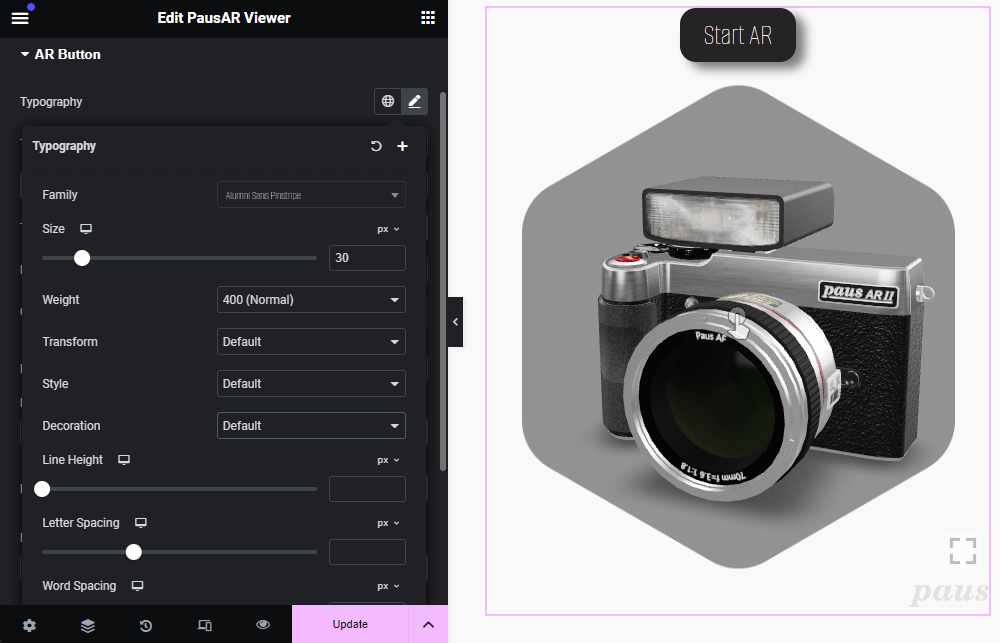 Edit PausAR Viewer
AR Button
Typography
Typography
Family
Alumni Sans Pinstripe
Size
px
30
Weight
400 (Normal)
Transform
Default
Style
Default
Decoration
Default
Line Height
px
Letter Spacing
px
Word Spacing
px
Update
Start AR
paus AR II
Paus AR
70mm f=3.6 1:1.8
paus